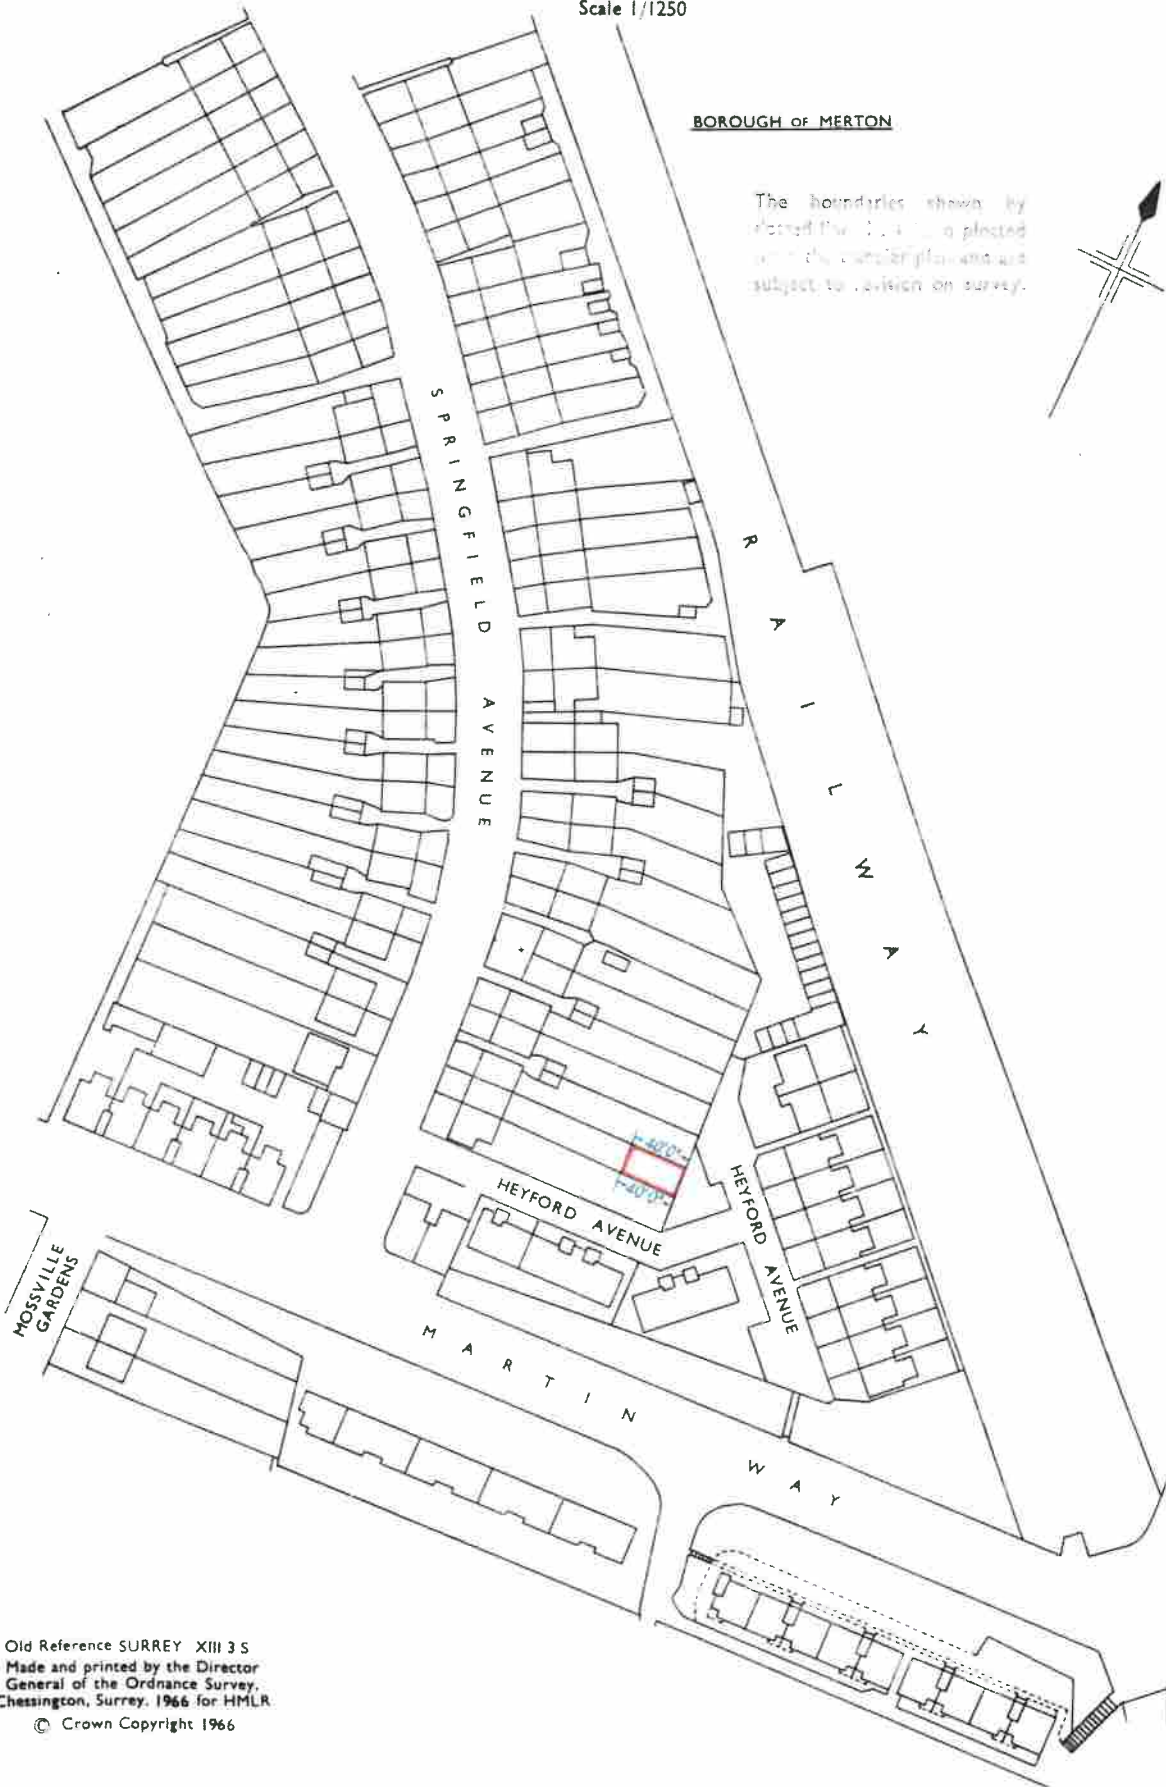 Scale 1/1250
BOROUGH OF MERTON
The boundaries shown by
plotted
subject to revision on survey.
SPRINGFIELD AVENUE
RAILWAY
40'0"
40'0"
HEYFORD AVENUE
HEYFORD AVENUE
MOSSVILLE
GARDENS
MARTIN WAY
Old Reference SURREY XIII 3 S
Made and printed by the Director
General of the Ordnance Survey,
Chessington, Surrey. 1966 for HMLR
© Crown Copyright 1966